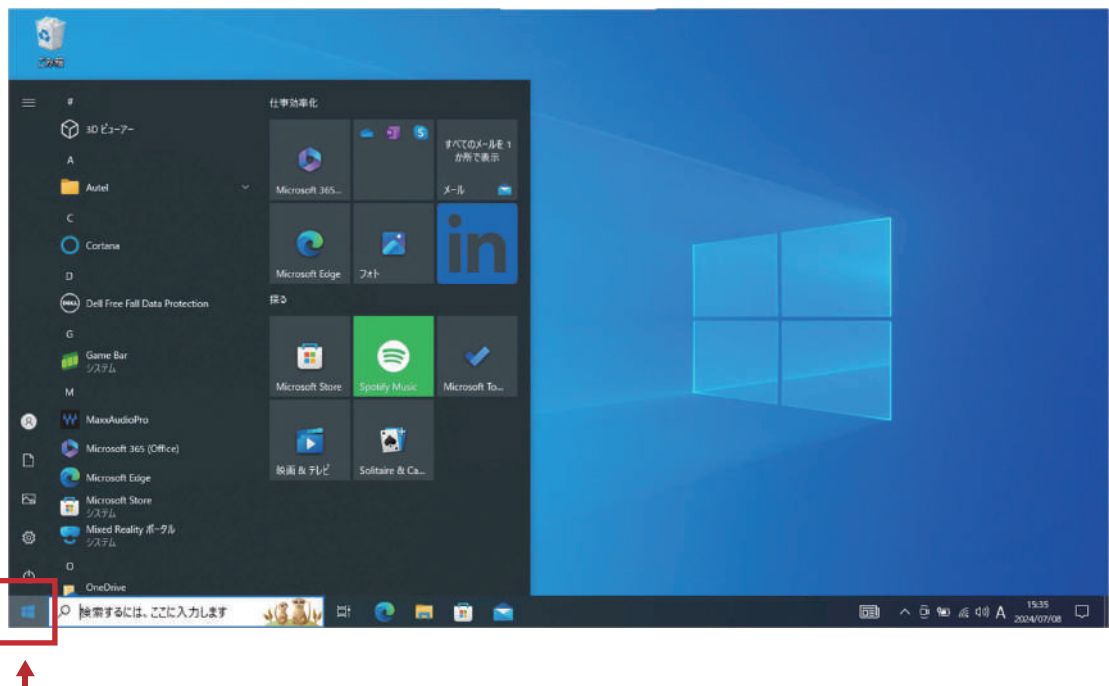 ごみ箱
#
3D ビューアー
A
Autel
C
Cortana
D
DELL
Dell Free Fall Data Protection
G
Game Bar
システム
M
MaxxAudioPro
Microsoft 365 (Office)
Microsoft Edge
Microsoft Store
システム
Mixed Reality ポータル
システム
O
OneDrive
仕事効率化
Microsoft 365...
すべてのメールを 1
か所で表示
メール
Microsoft Edge
フォト
in
探る
Microsoft Store
Spotify Music
Microsoft To...
映画 & テレビ
Solitaire & Ca...
検索するには、ここに入力します
A
15:35
2024/07/08